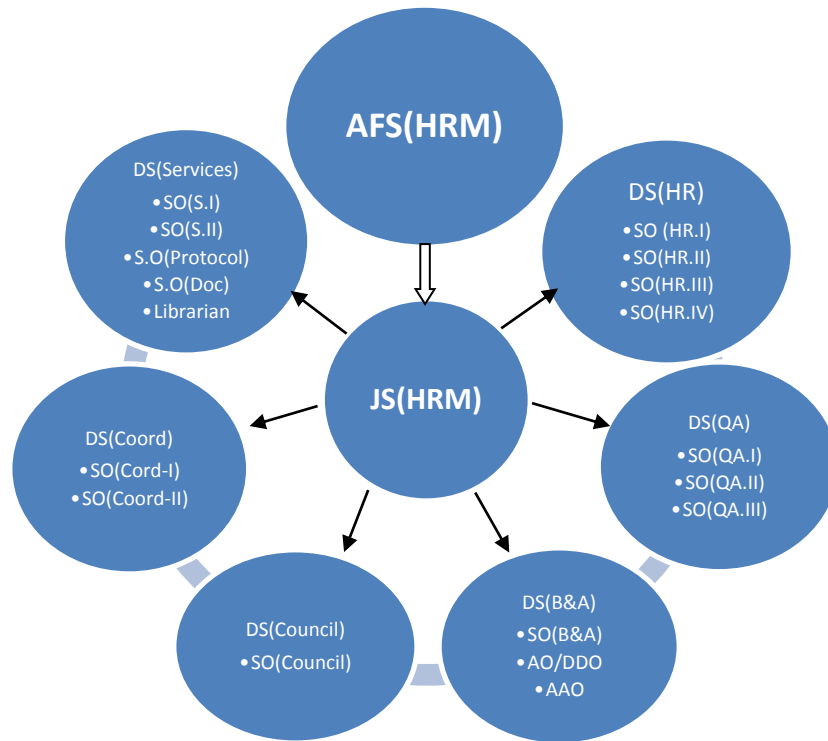 AFS(HRM)
DS(Services)
•SO(S.I)
•SO(S.II)
•S.O(Protocol)
•S.O(Doc)
•Librarian
DS(HR)
•SO (HR.I)
•SO(HR.II)
•SO(HR.III)
•SO(HR.IV)
JS(HRM)
DS(Coord)
•SO(Cord-I)
•SO(Coord-II)
DS(QA)
•SO(QA.I)
•SO(QA.II)
•SO(QA.III)
DS(Council)
•SO(Council)
DS(B&A)
•SO(B&A)
•AO/DDO
•AAO